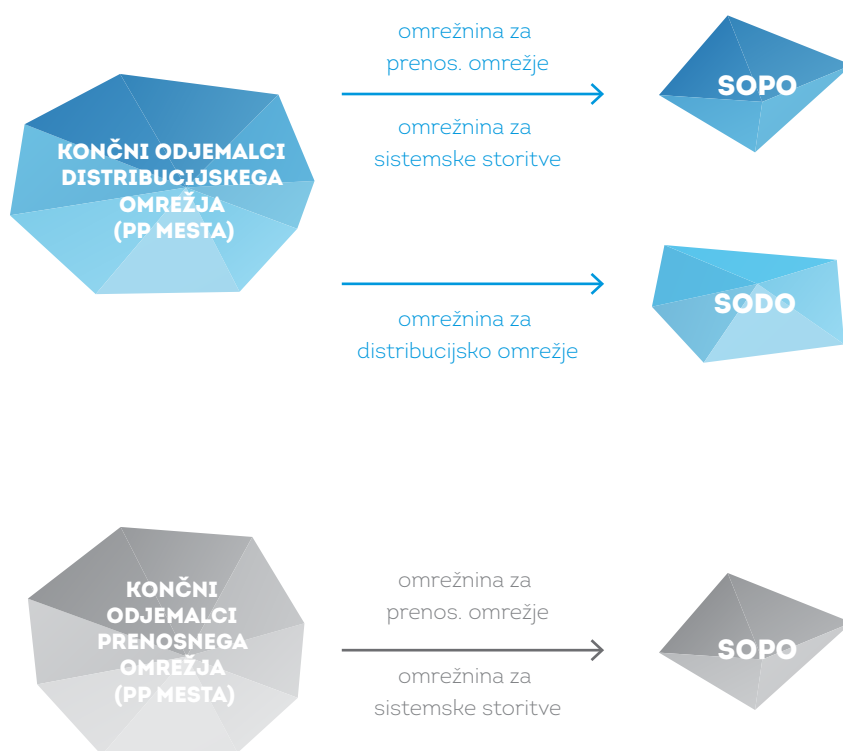 omrežnina za
prenos. omrežje
SOPO
KONČNI ODJEMALCI
DISTRIBUCIJSKEGA
OMREŽJA
(PP MESTA)
omrežnina za
sistemske storitve
SODO
omrežnina za
distribucijsko omrežje
KONČNI
ODJEMALCI
PRENOSNEGA
OMREŽJA
(PP MESTA)
omrežnina za
prenos. omrežje
SOPO
omrežnina za
sistemske storitve